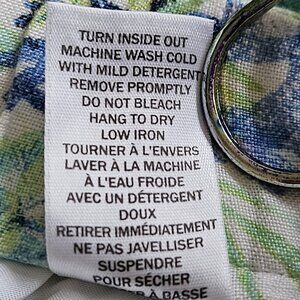 TURN INSIDE OUT
MACHINE WASH COLD
WITH MILD DETERGENT
REMOVE PROMPTLY
DO NOT BLEACH
HANG TO DRY
LOW IRON
TOURNER À L'ENVERS
LAVER À LA MACHINE
À L'EAU FROIDE
AVEC UN DÉTERGENT
DOUX
RETIRER IMMÉDIATEMENT
NE PAS JAVELLISER
SUSPENDRE
POUR SÉCHER
À BASSE